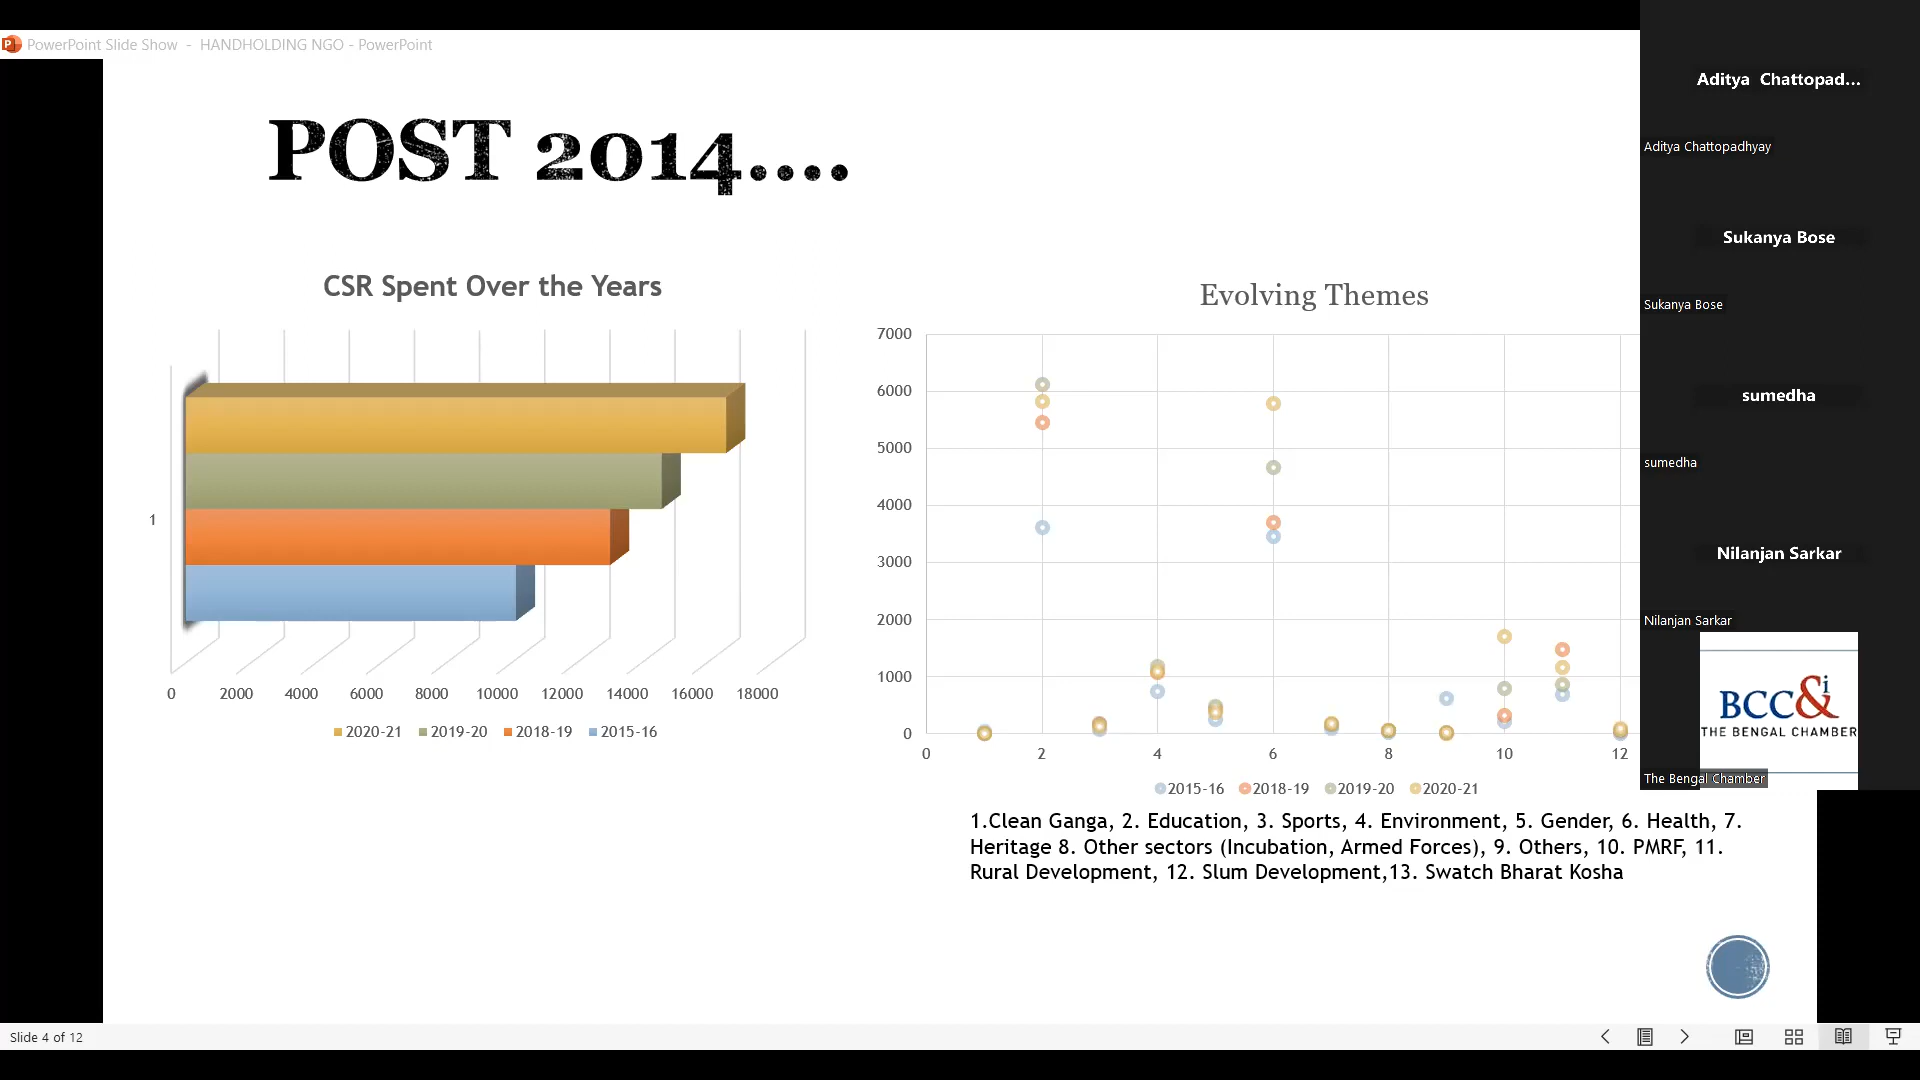 PowerPoint Slide Show - HANDHOLDING NGO - PowerPoint
POST 2014....
CSR Spent Over the Years
1
0 2000 4000 6000 8000 10000 12000 14000 16000 18000
2020-21 2019-20 2018-19 2015-16
Evolving Themes
7000
6000
5000
4000
3000
2000
1000
0
0 2 4 6 8 10 12
2015-16 2018-19 2019-20 2020-21
1.Clean Ganga, 2. Education, 3. Sports, 4. Environment, 5. Gender, 6. Health, 7.
Heritage 8. Other sectors (Incubation, Armed Forces), 9. Others, 10. PMRF, 11.
Rural Development, 12. Slum Development,13. Swatch Bharat Kosha
Aditya Chattopad...
Aditya Chattopadhyay
Sukanya Bose
Sukanya Bose
sumedha
sumedha
Nilanjan Sarkar
Nilanjan Sarkar
BCC&i
THE BENGAL CHAMBER
The Bengal Chamber
Slide 4 of 12